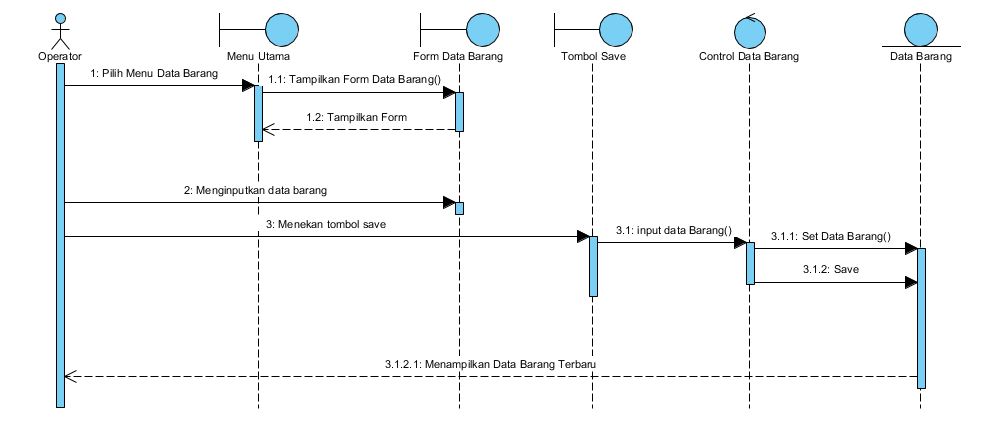 Operator
Menu Utama
Form Data Barang
Tombol Save
Control Data Barang
Data Barang
1: Pilih Menu Data Barang
1.1: Tampilkan Form Data Barang()
1.2: Tampilkan Form
2: Menginputkan data barang
3: Menekan tombol save
3.1: input data Barang()
3.1.1: Set Data Barang()
3.1.2: Save
3.1.2.1: Menampilkan Data Barang Terbaru